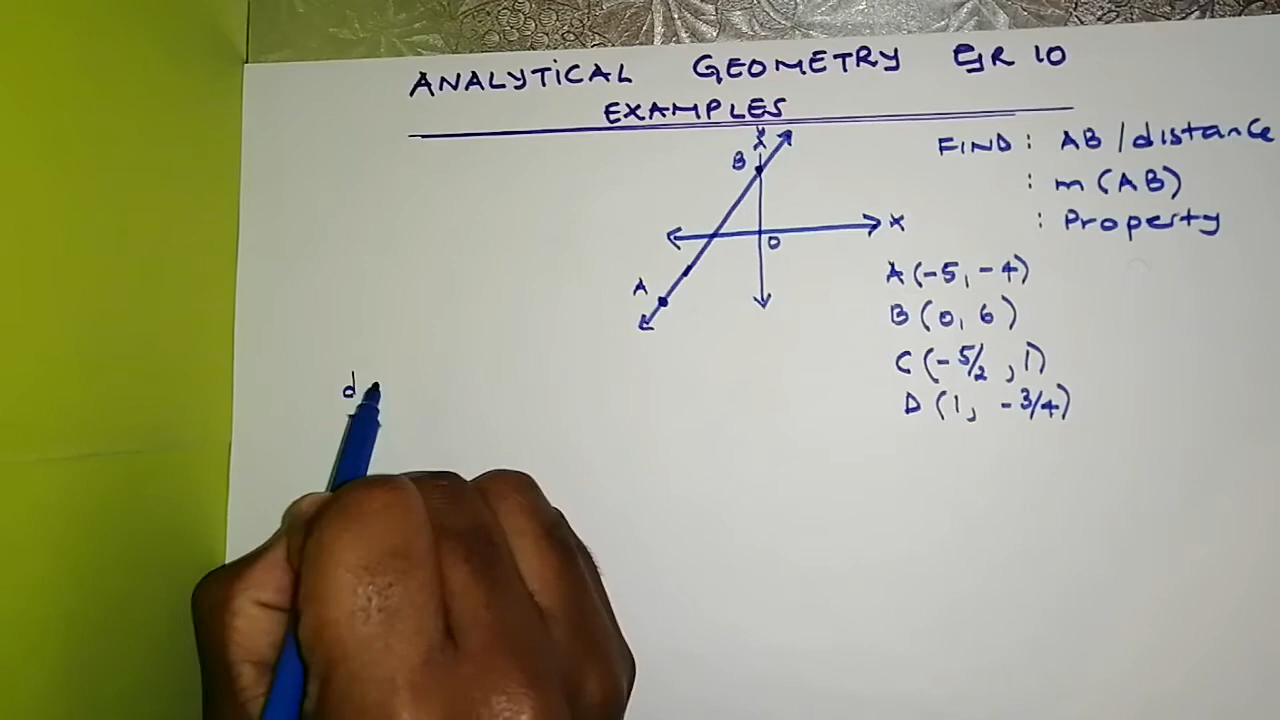 ANALYTICAL GEOMETRY GR 10
EXAMPLES
FIND : AB / distance
: m (AB)
: Property
B
X
O
A
A (-5, -4)
B (0, 6)
C (-5/2, 1)
D (1, -3/4)
d